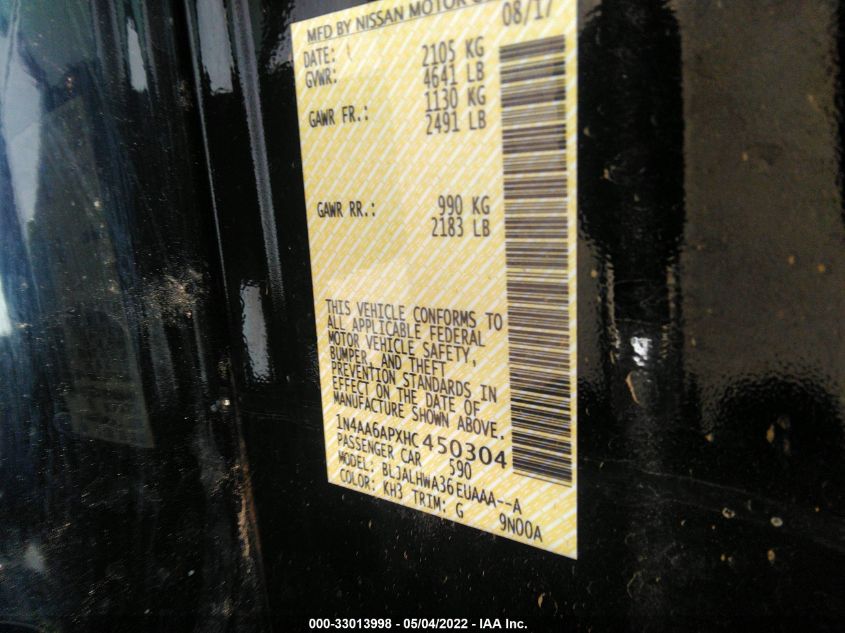 MFD BY NISSAN MOTOR
08/17
DATE:
GVWR:
2105 KG
4641 LB
GAWR FR.:
1130 KG
2491 LB
GAWR RR.:
990 KG
2183 LB
THIS VEHICLE CONFORMS TO
ALL APPLICABLE FEDERAL
MOTOR VEHICLE SAFETY,
BUMPER, AND THEFT
PREVENTION STANDARDS IN
EFFECT ON THE DATE OF
MANUFACTURE SHOWN ABOVE.
1N4AA6APXHC450304
PASSENGER CAR 590
MODEL: BLJALHWA36EUAAA--A
COLOR: KH3 TRIM: G 9N00A
000-33013998 - 05/04/2022 - IAA Inc.